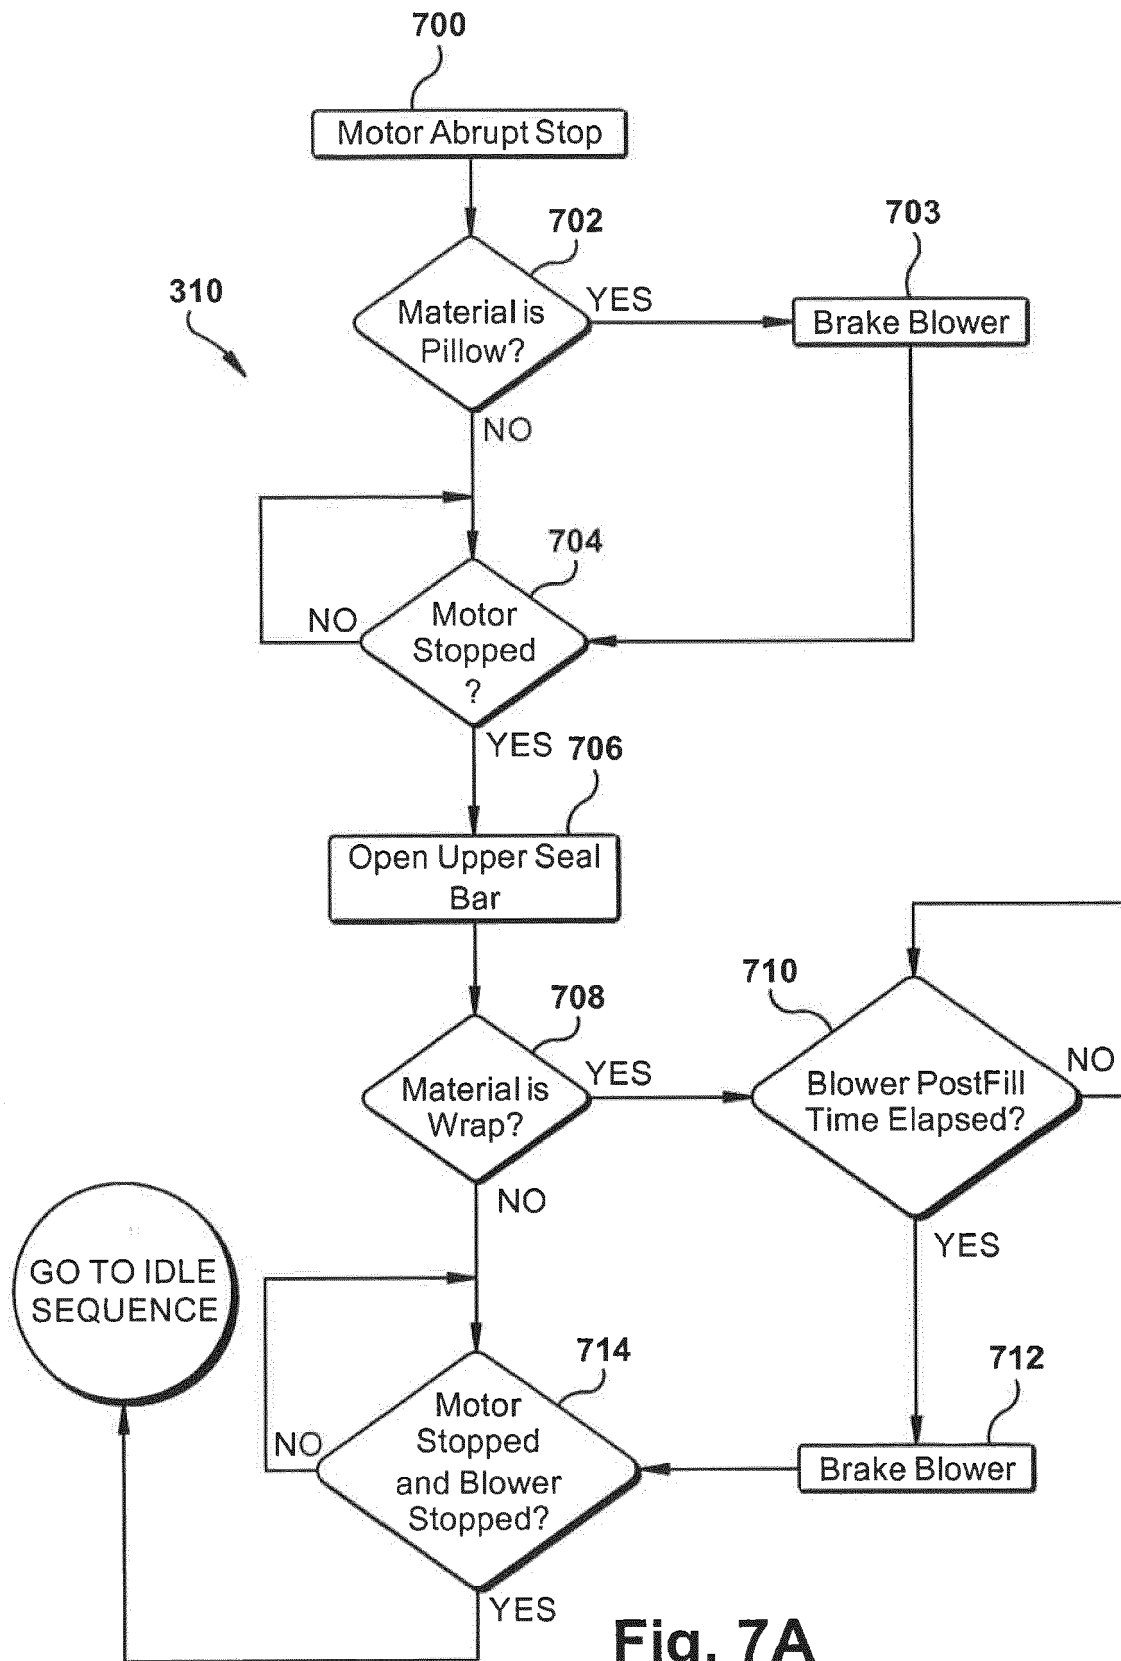 700
Motor Abrupt Stop
702
703
310
YES
Material is
Pillow?
Brake Blower
NO
704
Motor
Stopped
?
NO
YES
706
Open Upper Seal
Bar
710
708
NO
YES
Material is
Wrap?
Blower PostFill
Time Elapsed?
NO
YES
GO TO IDLE
SEQUENCE
714
712
Motor
Stopped
and Blower
Stopped?
NO
Brake Blower
YES
Fig. 7A